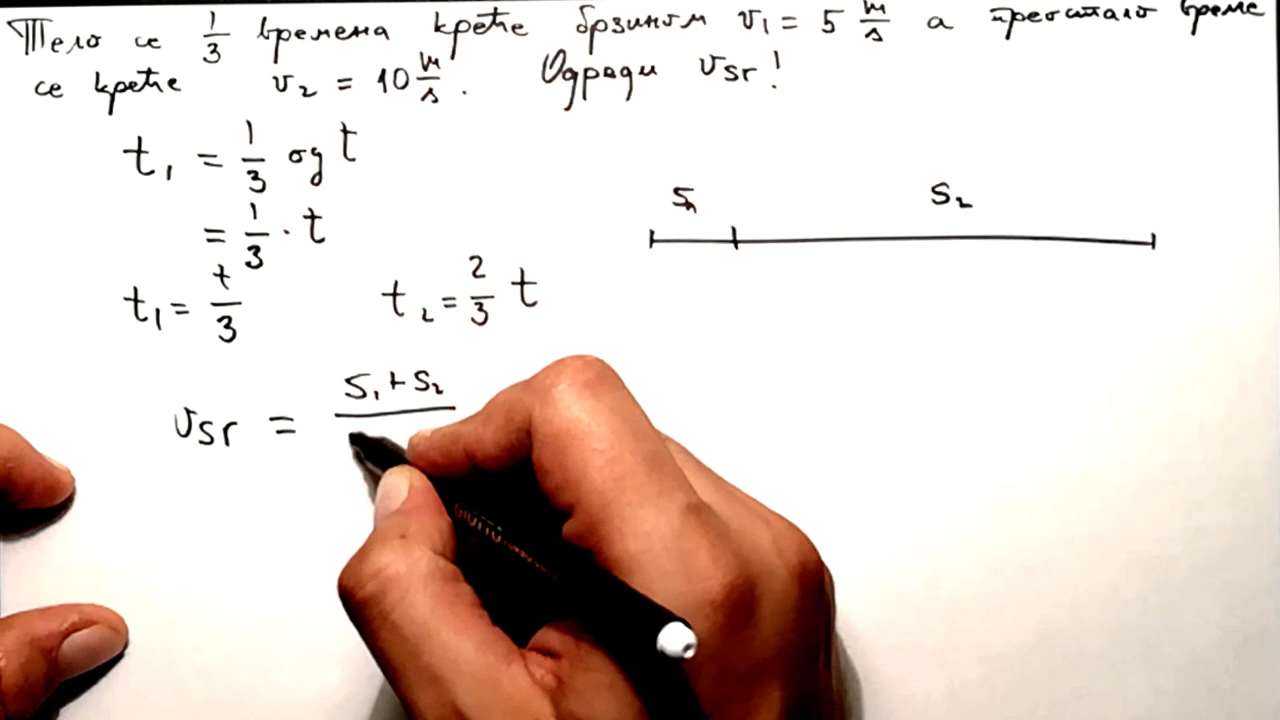 Тело се 1/3 времена креће брзином v₁ = 5 m/s а преостало време
се креће v₂ = 10 m/s. Одреди vsr!
t₁ = 1/3 од t
= 1/3 · t
t₁ = t/3 t₂ = 2/3 t
S₁ S₂
vsr = S₁+S₂
GIOTTO